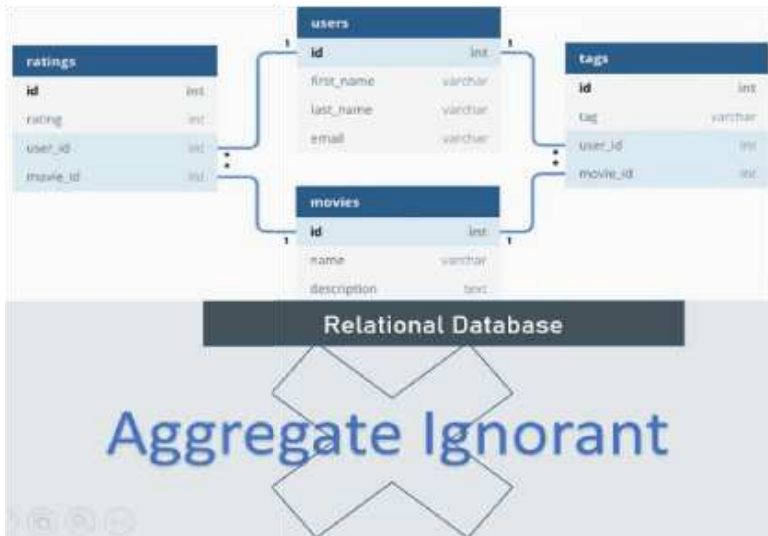 users
id int
first_name varchar
last_name varchar
email varchar
ratings
id int
rating int
user_id int
movie_id int
tags
id int
tag varchar
user_id int
movie_id int
movies
id int
name varchar
description text
1
1
1
1
Relational Database
Aggregate Ignorant